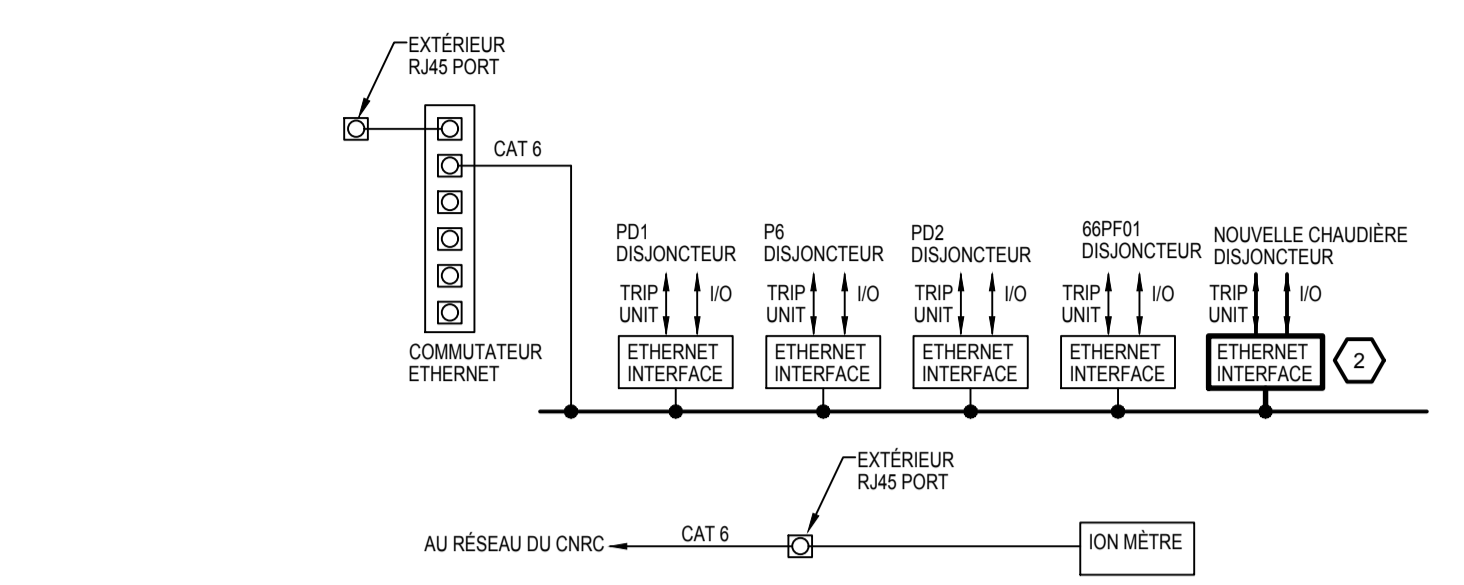 EXTÉRIEUR
RJ45 PORT
CAT 6
COMMUTATEUR
ETHERNET
PD1
DISJONCTEUR
TRIP
UNIT
I/O
ETHERNET
INTERFACE
P6
DISJONCTEUR
TRIP
UNIT
I/O
ETHERNET
INTERFACE
PD2
DISJONCTEUR
TRIP
UNIT
I/O
ETHERNET
INTERFACE
66PF01
DISJONCTEUR
TRIP
UNIT
I/O
ETHERNET
INTERFACE
NOUVELLE CHAUDIÈRE
DISJONCTEUR
TRIP
UNIT
I/O
ETHERNET
INTERFACE
2
EXTÉRIEUR
RJ45 PORT
AU RÉSEAU DU CNRC
CAT 6
ION MÈTRE